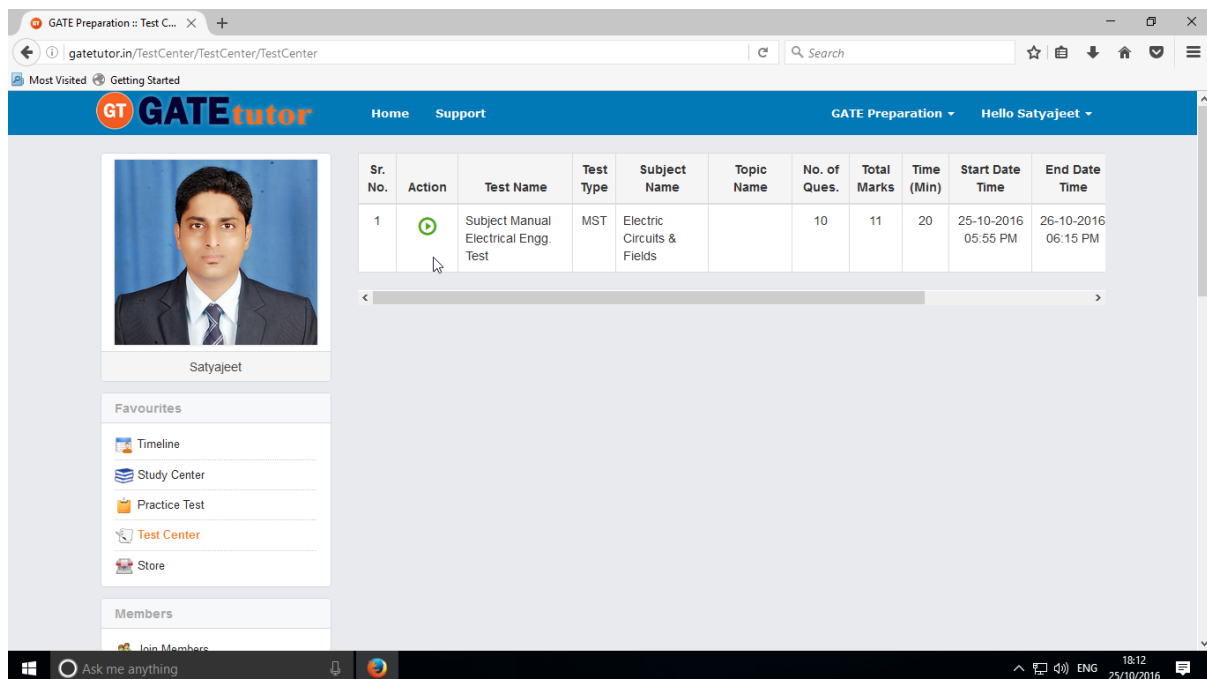 GATE Preparation :: Test C...
gatetutor.in/TestCenter/TestCenter/TestCenter
Search
Most Visited Getting Started
GT GATEtutor Home Support GATE Preparation Hello Satyajeet
Sr. No. Action Test Name Test Type Subject Name Topic Name No. of Ques. Total Marks Time (Min) Start Date Time End Date Time
1 Subject Manual Electrical Engg. Test MST Electric Circuits & Fields 10 11 20 25-10-2016 05:55 PM 26-10-2016 06:15 PM
Satyajeet
Favourites
Timeline
Study Center
Practice Test
Test Center
Store
Members
Join Members
Ask me anything
ENG
18:12
25/10/2016